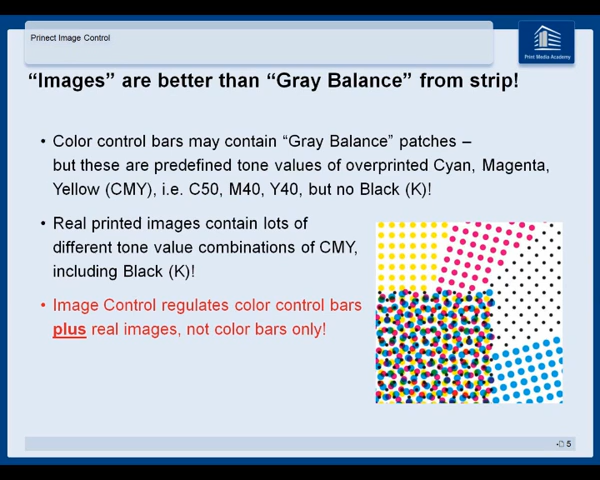 Prinect Image Control
Print Media Academy
“Images” are better than “Gray Balance” from strip!
• Color control bars may contain “Gray Balance” patches –
but these are predefined tone values of overprinted Cyan, Magenta,
Yellow (CMY), i.e. C50, M40, Y40, but no Black (K)!
• Real printed images contain lots of
different tone value combinations of CMY,
including Black (K)!
• Image Control regulates color control bars
plus real images, not color bars only!
5